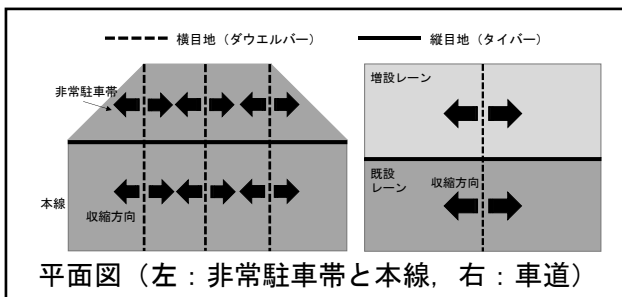 横目地（ダウエルバー） 縦目地（タイバー）
非常駐車帯
本線
収縮方向
増設レーン
既設
レーン
収縮方向
平面図（左：非常駐車帯と本線，右：車道）